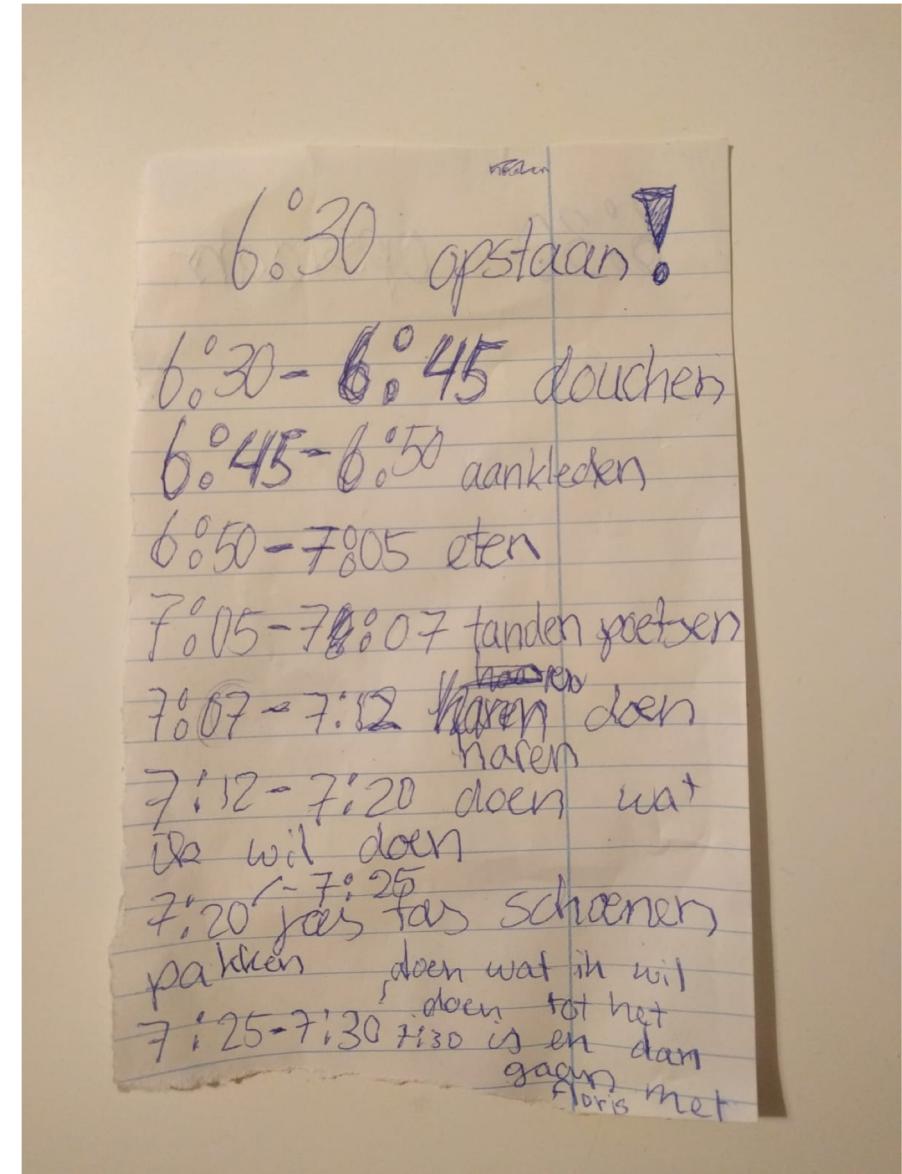 6:30 opstaan!
6:30 - 6:45 douchen
6:45 - 6:50 aankleden
6:50 - 7:05 eten
7:05 - 7:07 tanden poetsen
7:07 - 7:12 haren doen
haren
7:12 - 7:20 doen wat
ik wil doen
- 7:25
7:20 jas tas schoenen
pakken doen wat ik wil
doen tot het
7:25 - 7:30 7:30 is en dan
gaan met
Floris